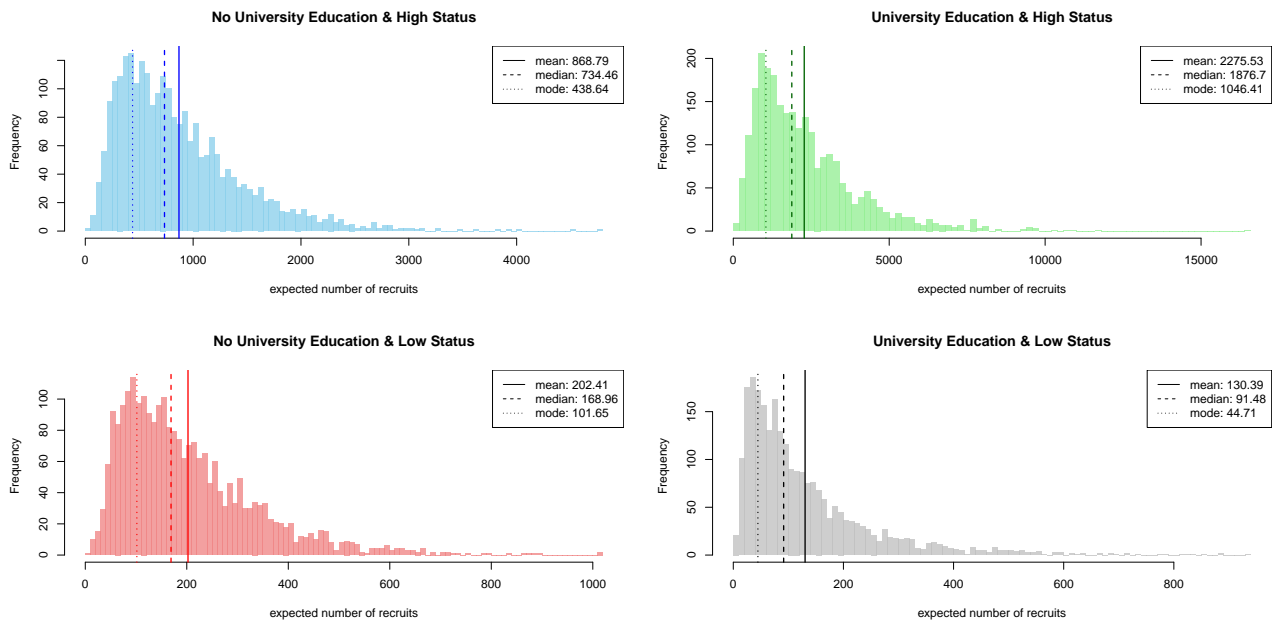 No University Education & High Status
mean: 868.79
median: 734.46
mode: 438.64
Frequency
0
20
40
60
80
100
0 1000 2000 3000 4000
expected number of recruits
University Education & High Status
mean: 2275.53
median: 1876.7
mode: 1046.41
Frequency
0
50
100
150
200
0 5000 10000 15000
expected number of recruits
No University Education & Low Status
mean: 202.41
median: 168.96
mode: 101.65
Frequency
0
20
40
60
80
100
0 200 400 600 800 1000
expected number of recruits
University Education & Low Status
mean: 130.39
median: 91.48
mode: 44.71
Frequency
0
50
100
150
0 200 400 600 800
expected number of recruits